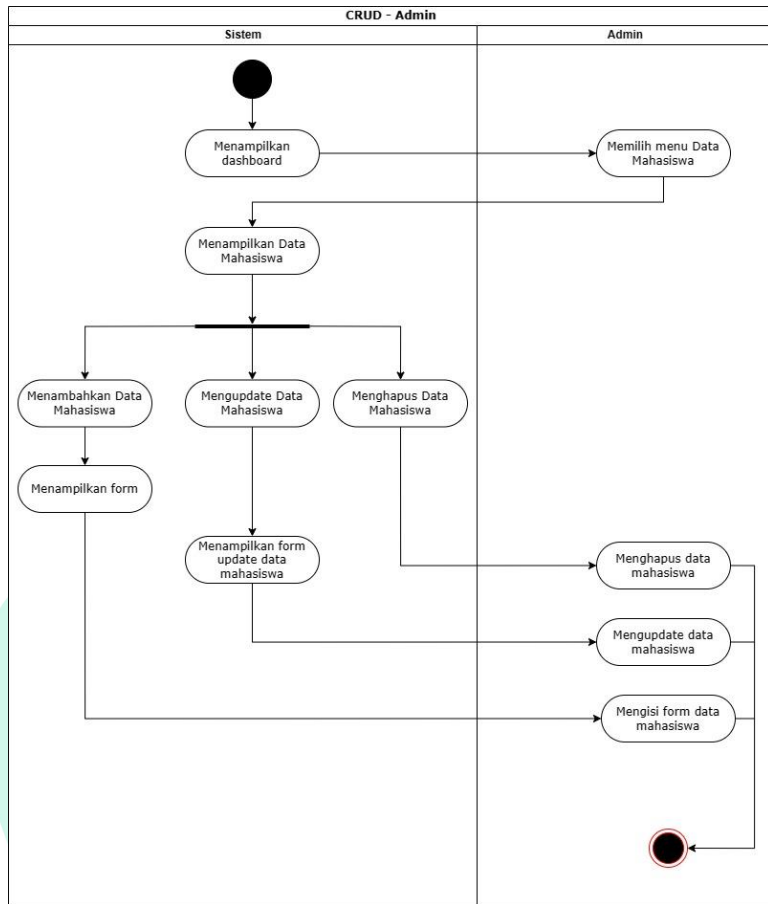 CRUD - Admin
Sistem
Admin
Menampilkan
dashboard
Memilih menu Data
Mahasiswa
Menampilkan Data
Mahasiswa
Menambahkan Data
Mahasiswa
Mengupdate Data
Mahasiswa
Menghapus Data
Mahasiswa
Menampilkan form
Menampilkan form
update data
mahasiswa
Menghapus data
mahasiswa
Mengupdate data
mahasiswa
Mengisi form data
mahasiswa